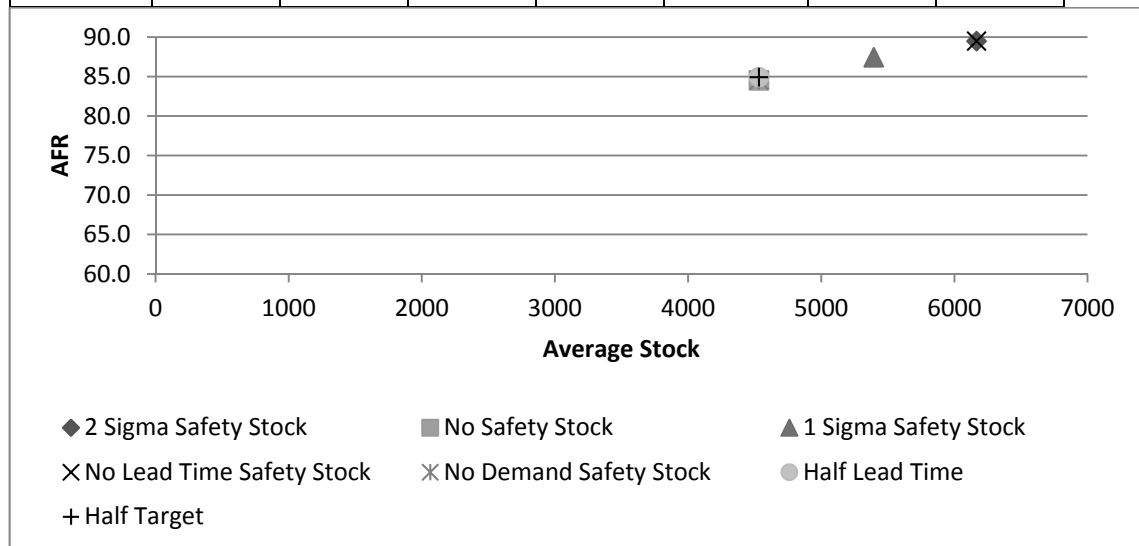 90.0
85.0
80.0
75.0
70.0
65.0
60.0
AFR
0 1000 2000 3000 4000 5000 6000 7000
Average Stock
2 Sigma Safety Stock No Safety Stock 1 Sigma Safety Stock
No Lead Time Safety Stock No Demand Safety Stock Half Lead Time
Half Target